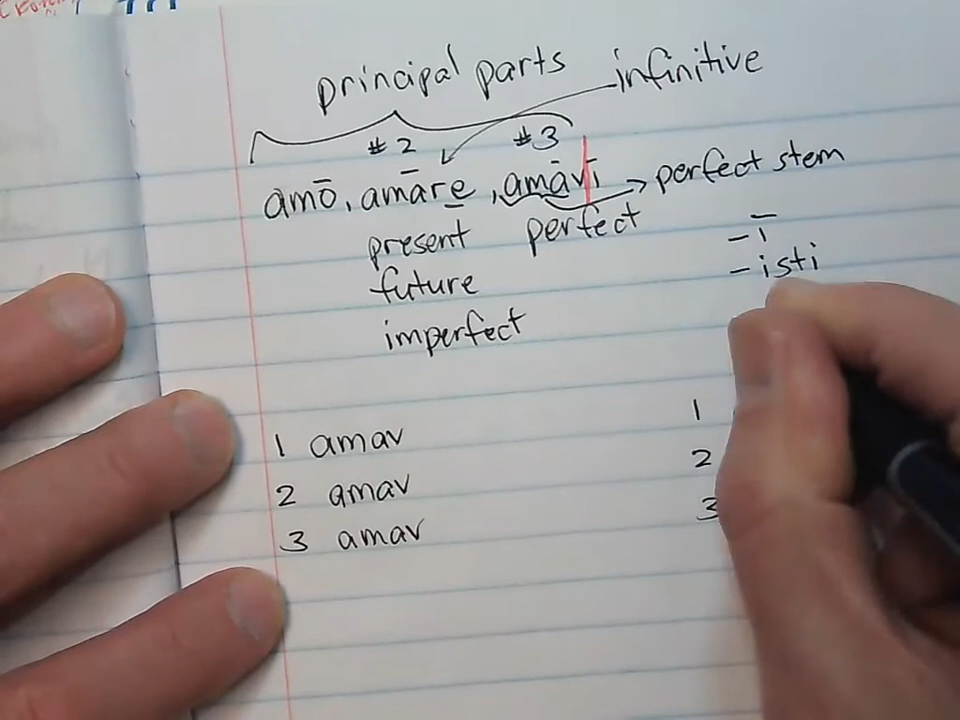 principal parts infinitive
#2 #3
amō, amāre, amāvī → perfect stem
present perfect -ī
future -isti
imperfect
1 amav 1
2 amav 2
3 amav 3